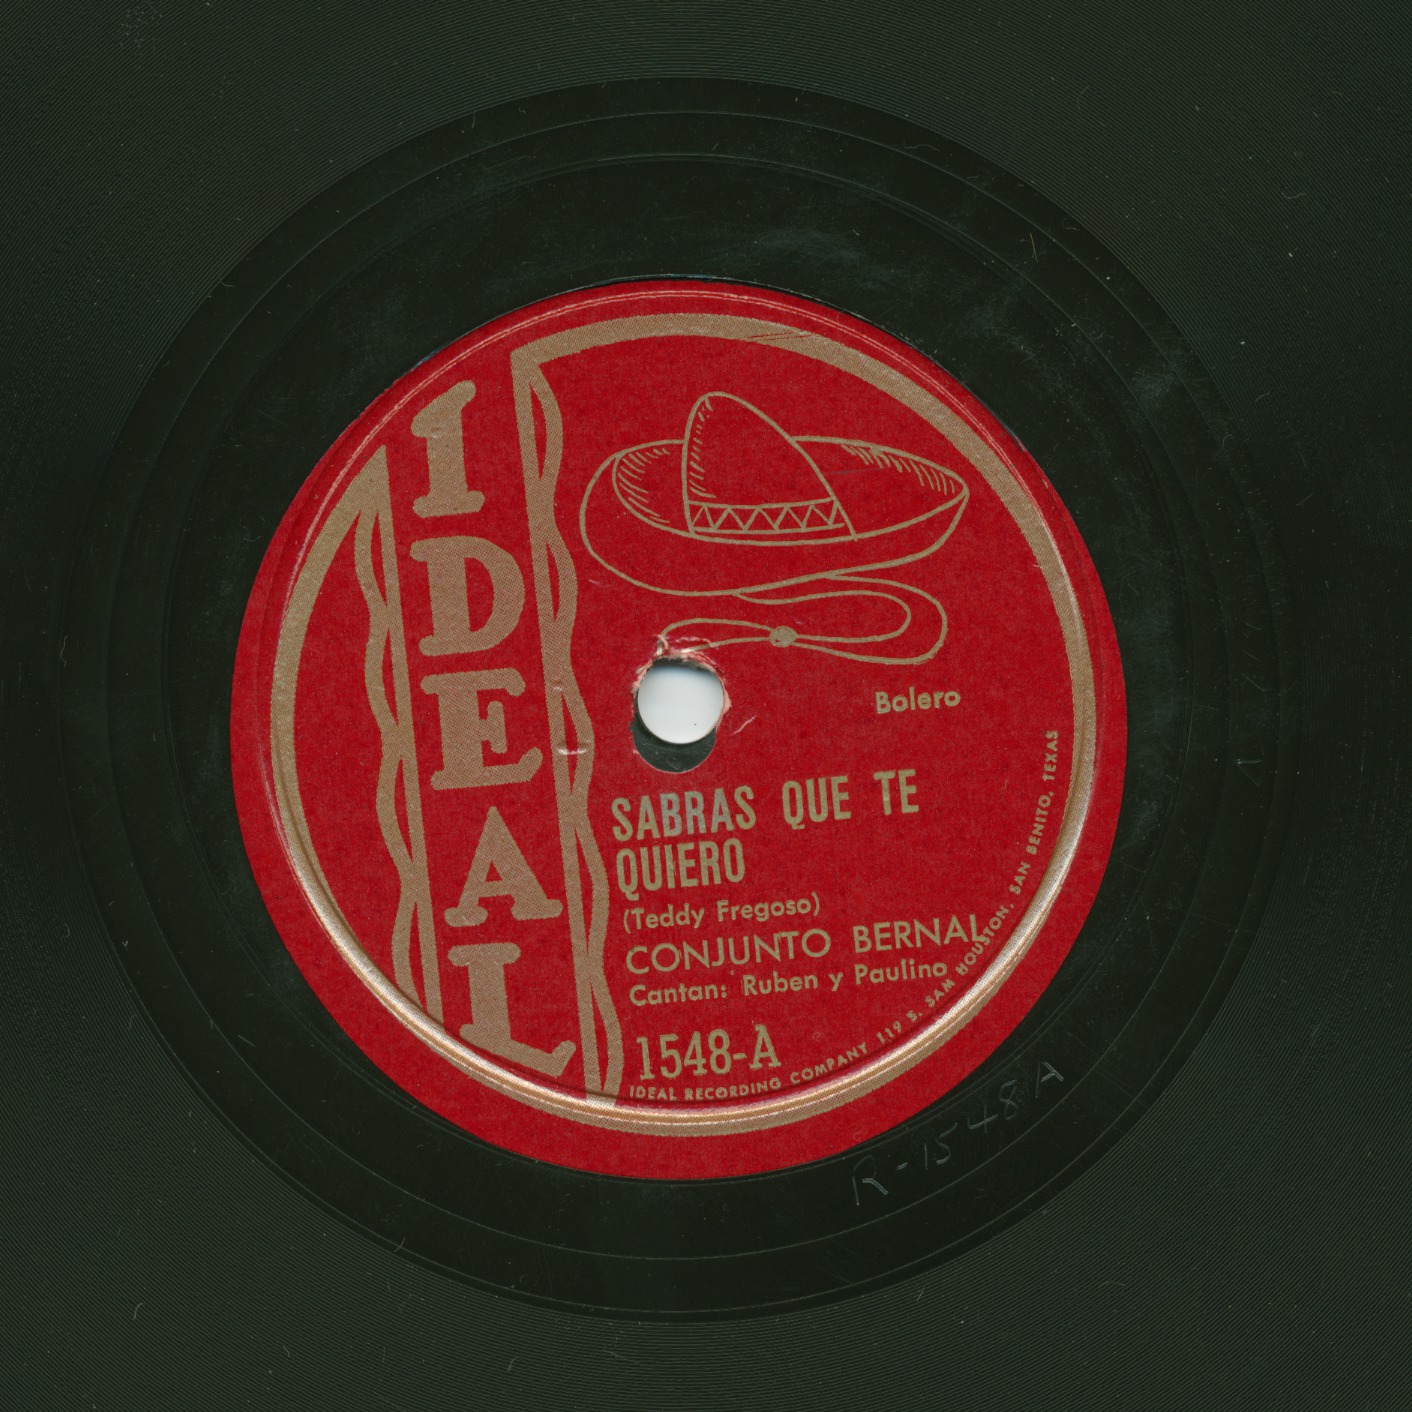 IDEAL
Bolero
SABRAS QUE TE
QUIERO
(Teddy Fregoso)
CONJUNTO BERNAL
Cantan: Ruben y Paulino
1548-A
IDEAL RECORDING COMPANY 119 S. SAM HOUSTON, SAN BENITO, TEXAS
R-1548A